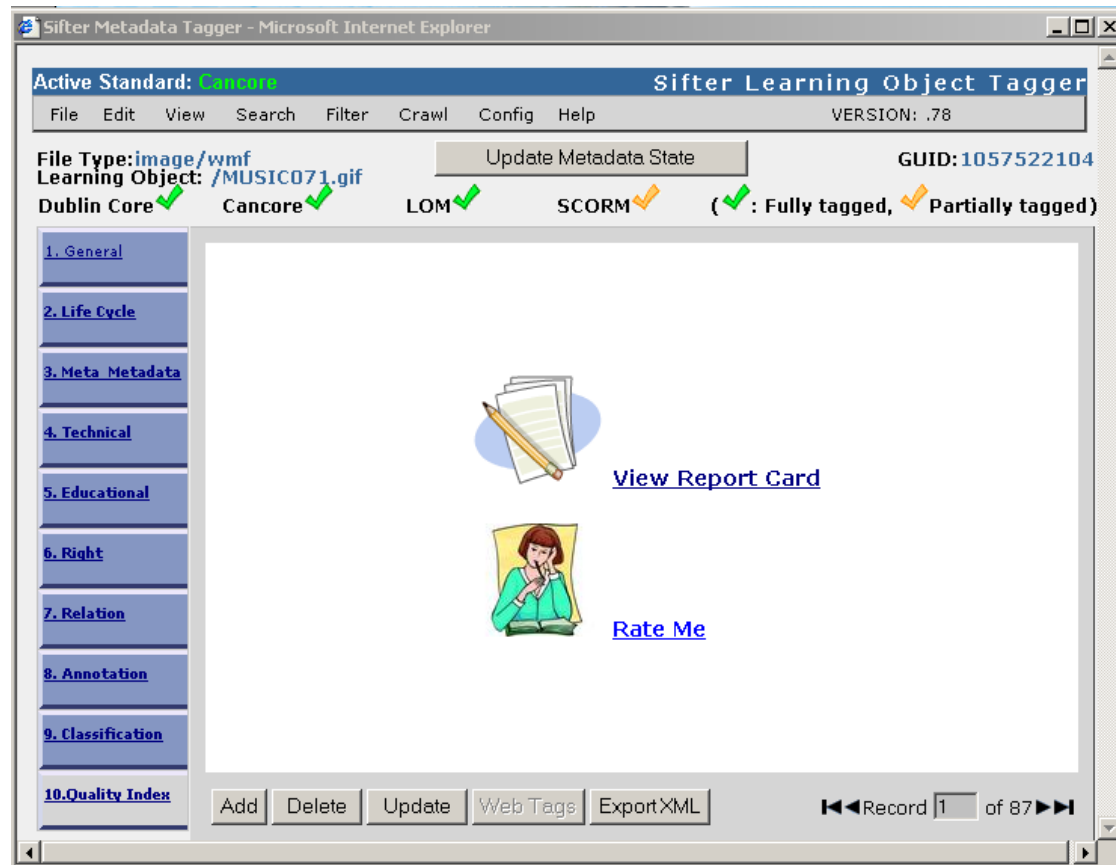 Sifter Metadata Tagger - Microsoft Internet Explorer
Active Standard: Cancore Sifter Learning Object Tagger
File Edit View Search Filter Crawl Config Help VERSION: .78
File Type:image/wmf Update Metadata State GUID:1057522104
Learning Object: /MUSIC071.gif
Dublin Core Cancore LOM SCORM ( : Fully tagged, Partially tagged)
1. General
2. Life Cycle
3. Meta Metadata
4. Technical
5. Educational
6. Right
7. Relation
8. Annotation
9. Classification
10.Quality Index
View Report Card
Rate Me
Add Delete Update Web Tags Export XML Record 1 of 87